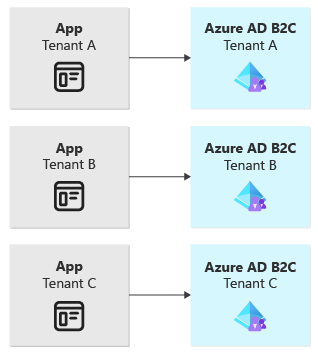 App
Tenant A
Azure AD B2C
Tenant A
App
Tenant B
Azure AD B2C
Tenant B
App
Tenant C
Azure AD B2C
Tenant C